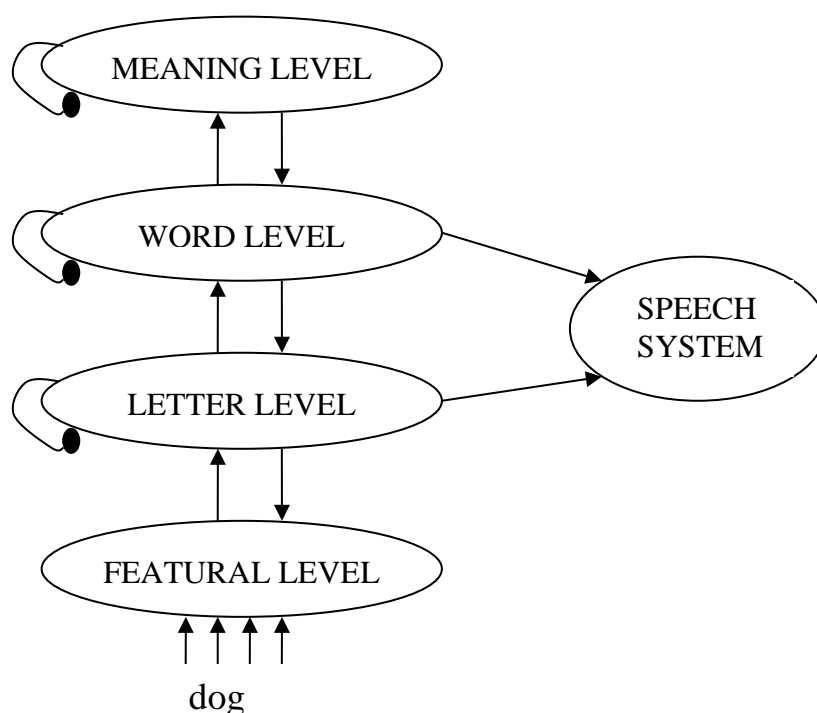 MEANING LEVEL
WORD LEVEL
SPEECH
SYSTEM
LETTER LEVEL
FEATURAL LEVEL
dog